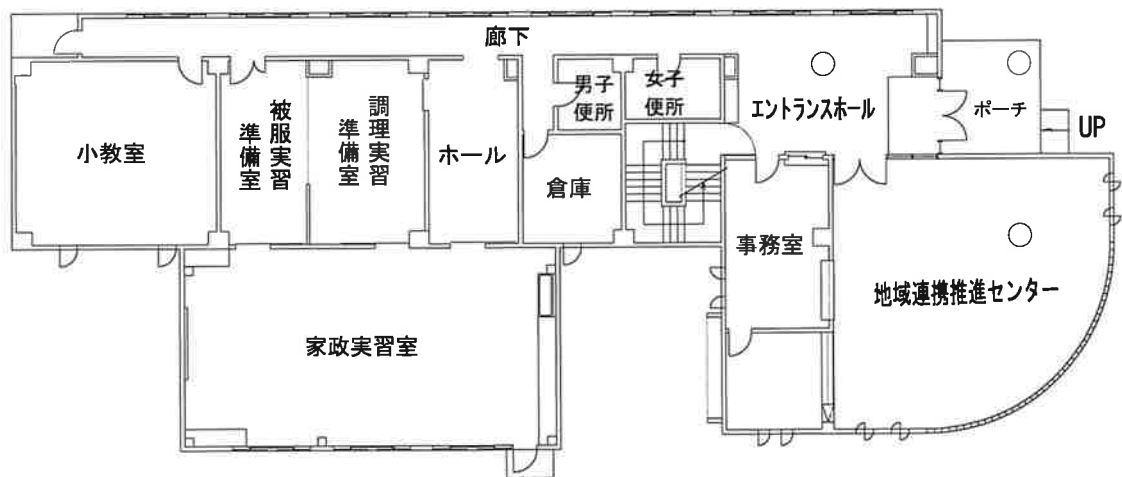 廊下
男子
便所
女子
便所
エントランスホール
ポーチ
UP
小教室
被服実習
準備室
調理実習
準備室
ホール
倉庫
事務室
地域連携推進センター
家政実習室